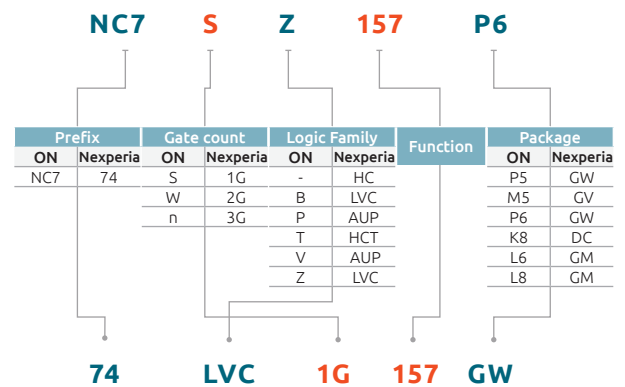 NC7 S Z 157 P6
Prefix Gate count Logic Family Function Package
ON Nexperia ON Nexperia ON Nexperia ON Nexperia
NC7 74 S 1G - HC P5 GW
W 2G B LVC M5 GV
n 3G P AUP P6 GW
T HCT K8 DC
V AUP L6 GM
Z LVC L8 GM
74 LVC 1G 157 GW